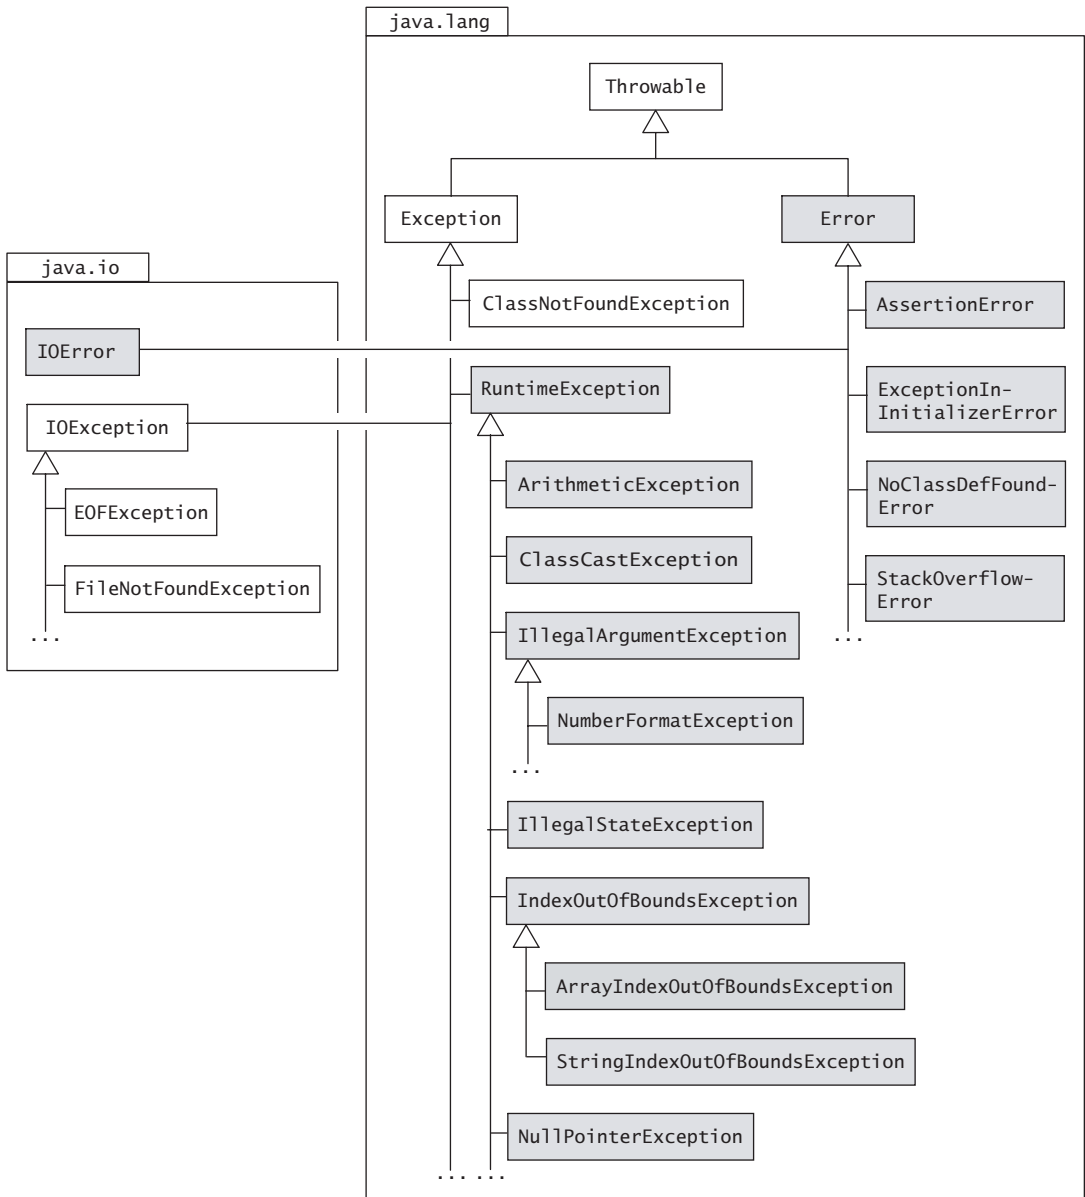 java.lang
Throwable
Exception
Error
java.io
ClassNotFoundException
AssertionError
IOError
RuntimeException
ExceptionIn-
InitializerError
IOException
ArithmeticException
NoClassDefFound-
Error
EOFException
ClassCastException
StackOverflow-
Error
FileNotFoundException
...
IllegalArgumentException
...
NumberFormatException
...
IllegalStateException
IndexOutOfBoundsException
ArrayIndexOutOfBoundsException
StringIndexOutOfBoundsException
NullPointerException
... ...